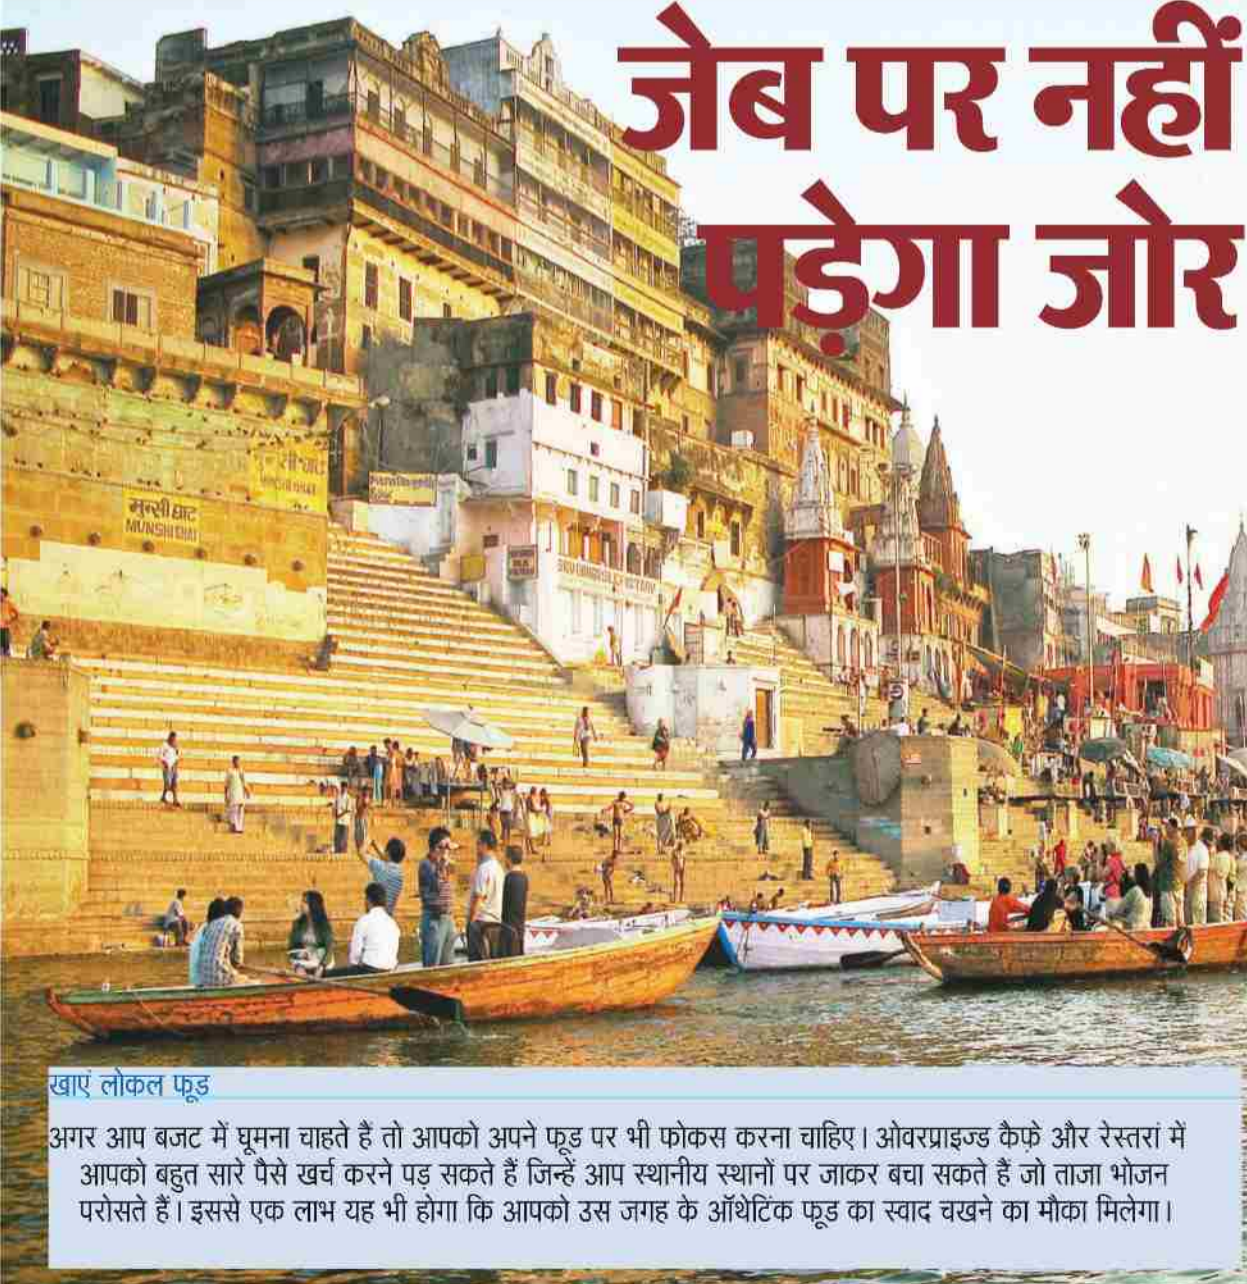 जेब पर नहीं
पड़ेगा जोर
मुन्सी घाट
MUNSHI GHAT
खाएं लोकल फूड
अगर आप बजट में घूमना चाहते हैं तो आपको अपने फूड पर भी फोकस करना चाहिए। ओवरप्राइज्ड कैफ़े और रेस्तरां में
आपको बहुत सारे पैसे खर्च करने पड़ सकते हैं जिन्हें आप स्थानीय स्थानों पर जाकर बचा सकते हैं जो ताजा भोजन
परोसते हैं। इससे एक लाभ यह भी होगा कि आपको उस जगह के ऑथेटिंक फूड का स्वाद चखने का मौका मिलेगा।